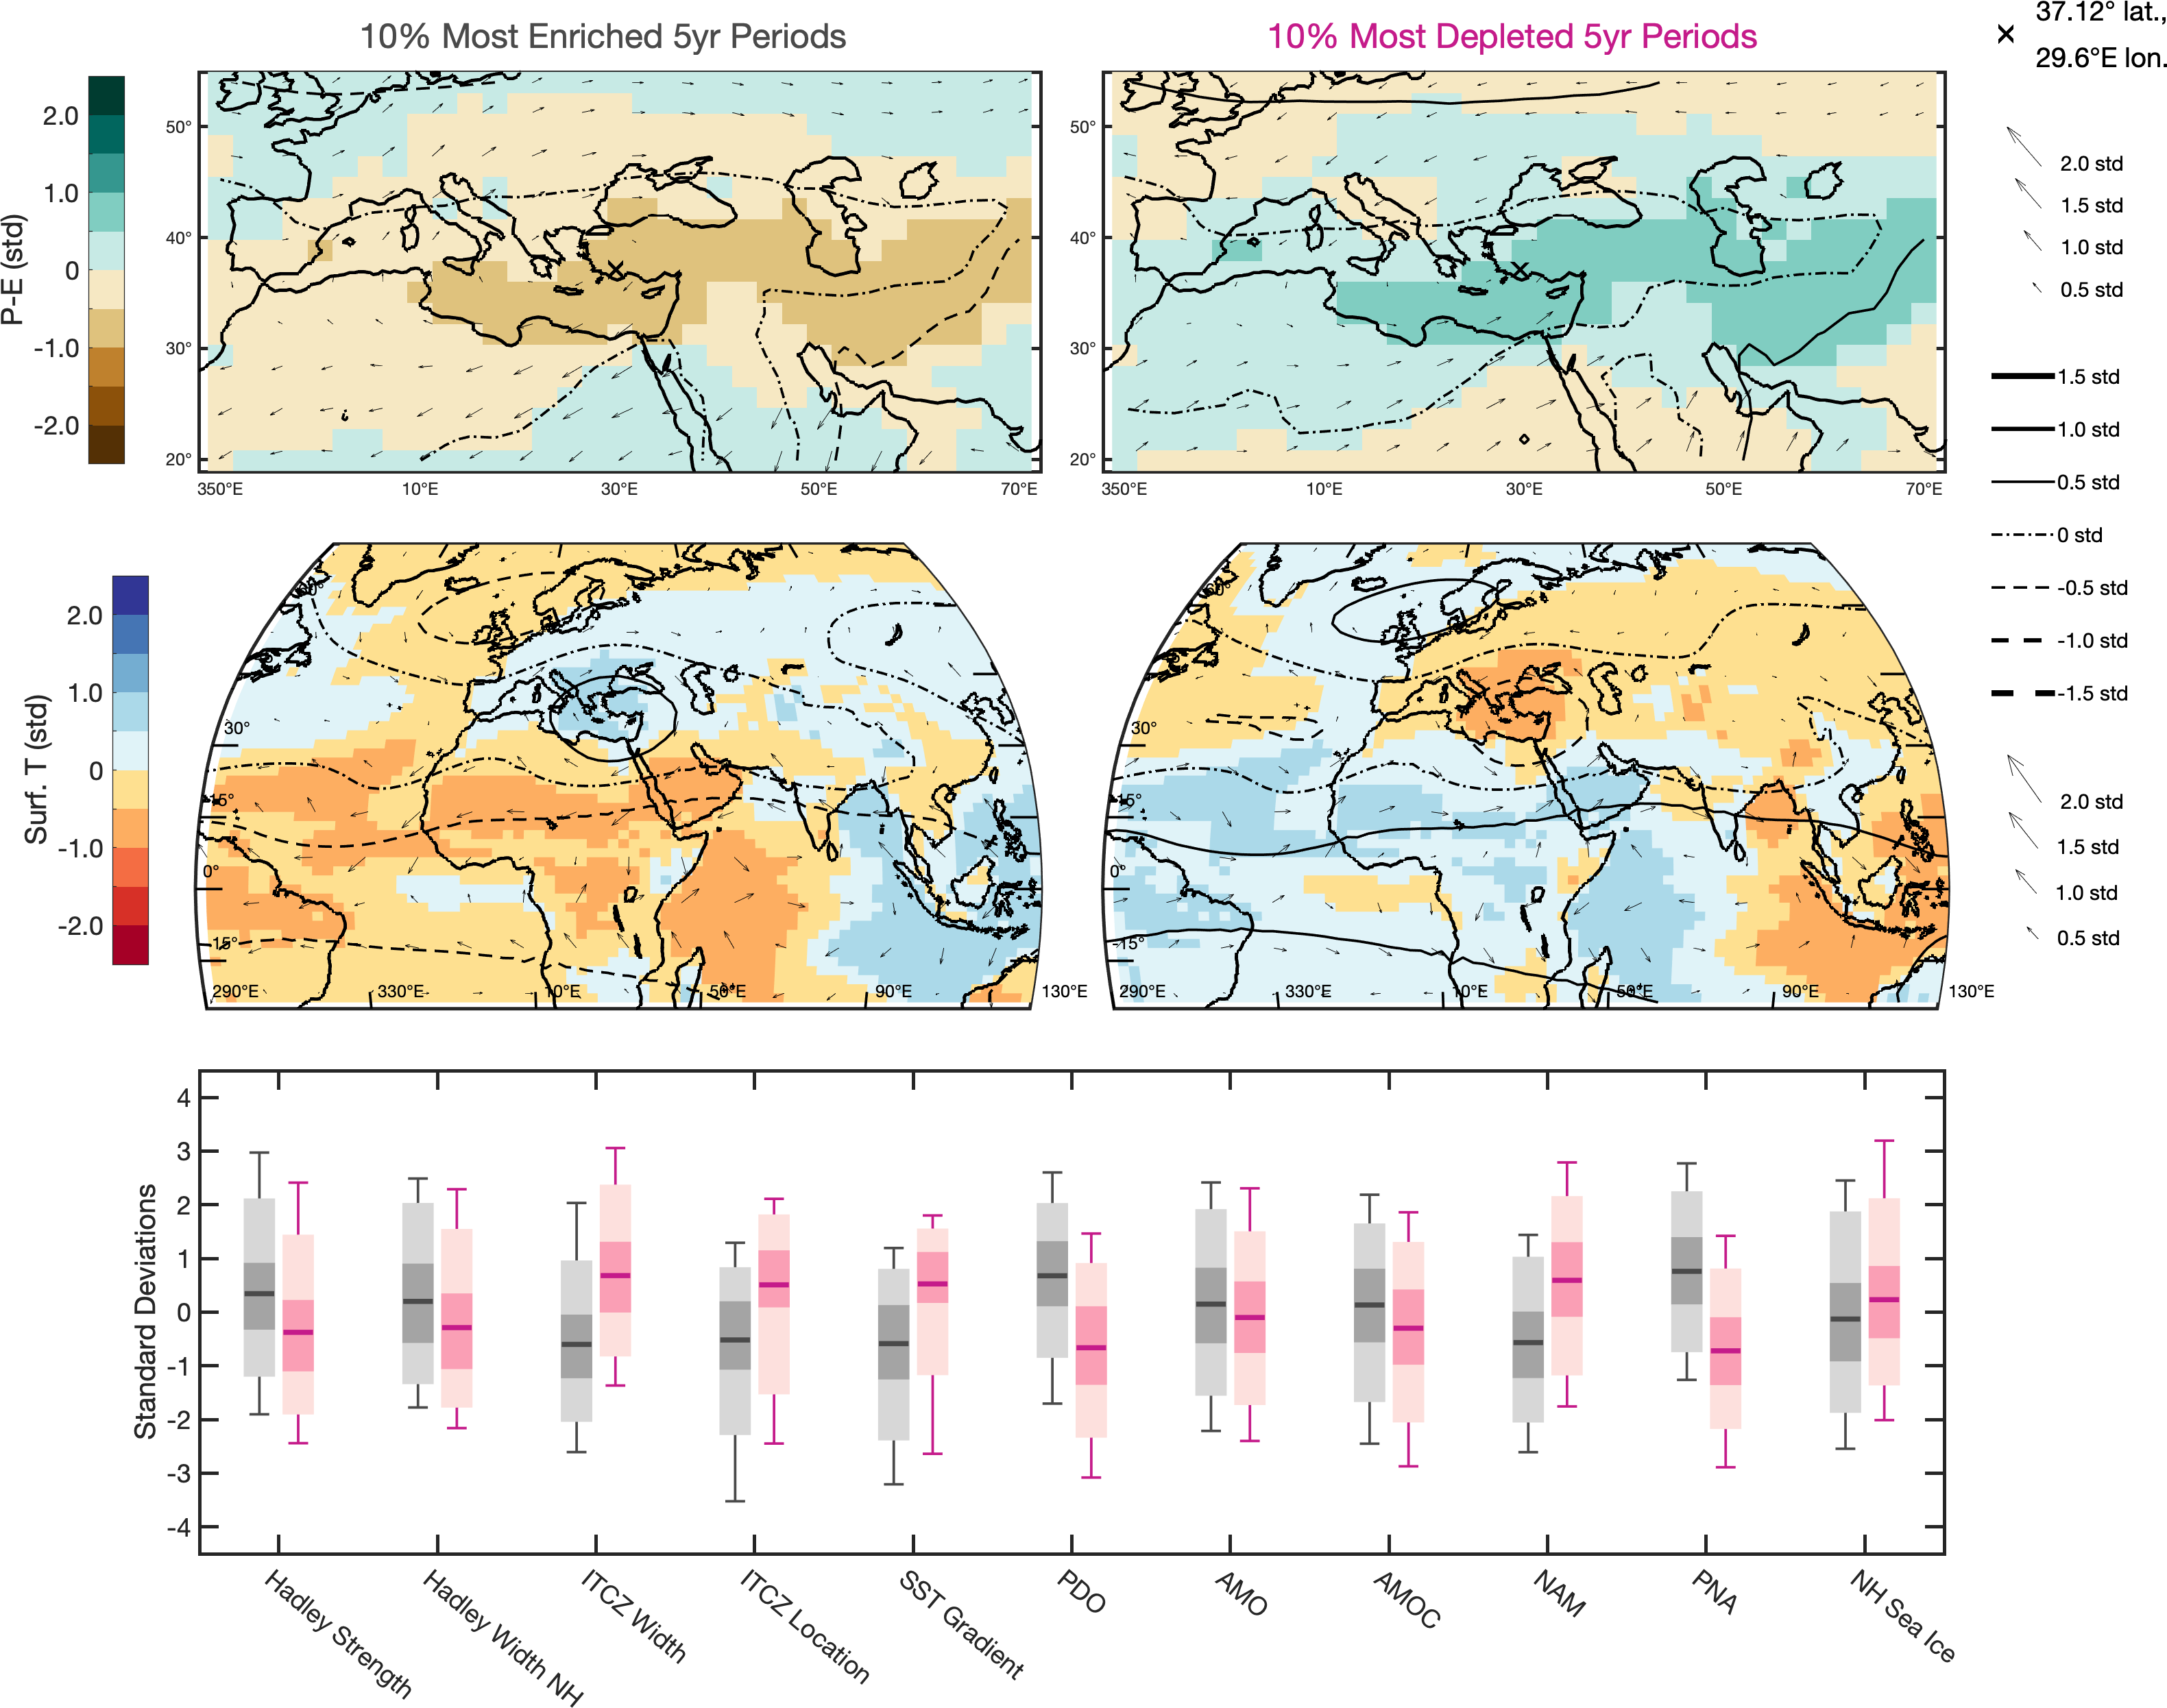 10% Most Enriched 5yr Periods
10% Most Depleted 5yr Periods
37.12° lat.,
29.6°E lon.
P-E (std)
2.0
1.0
0
-1.0
-2.0
50°
40°
30°
20°
350°E 10°E 30°E 50°E 70°E
50°
40°
30°
20°
350°E 10°E 30°E 50°E 70°E
2.0 std
1.5 std
1.0 std
0.5 std
1.5 std
1.0 std
0.5 std
0 std
-0.5 std
-1.0 std
-1.5 std
Surf. T (std)
2.0
1.0
0
-1.0
-2.0
30°
15°
0°
-15°
290°E 330°E 10°E 50°E 90°E 130°E
30°
15°
0°
-15°
290°E 330°E 10°E 50°E 90°E 130°E
2.0 std
1.5 std
1.0 std
0.5 std
Standard Deviations
4
3
2
1
0
-1
-2
-3
-4
Hadley Strength
Hadley Width NH
ITCZ Width
ITCZ Location
SST Gradient
PDO
AMO
AMOC
NAM
PNA
NH Sea Ice